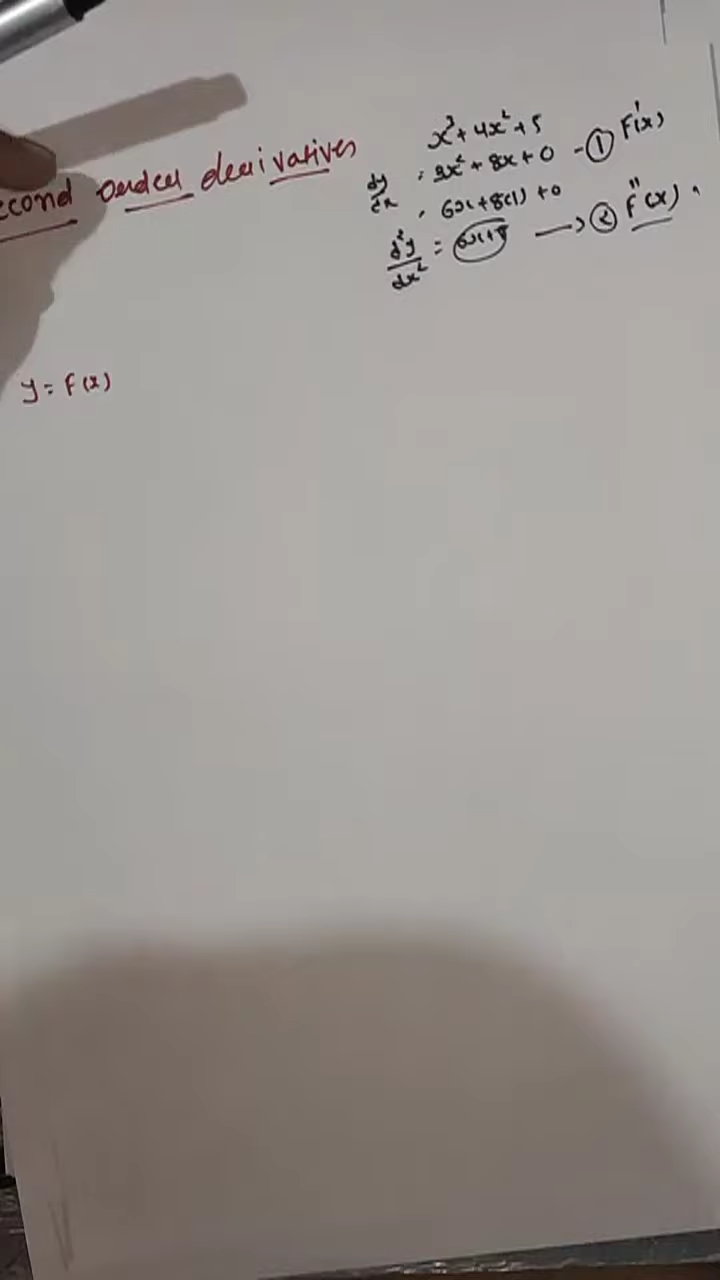 econd order derivatives
x³ + 4x² + 5
dy/dx = 3x² + 8x + 0 - ① F'(x)
, 6x + 8(1) + 0
d²y/dx² = 6x+8 → ② F''(x)
y = F(x)